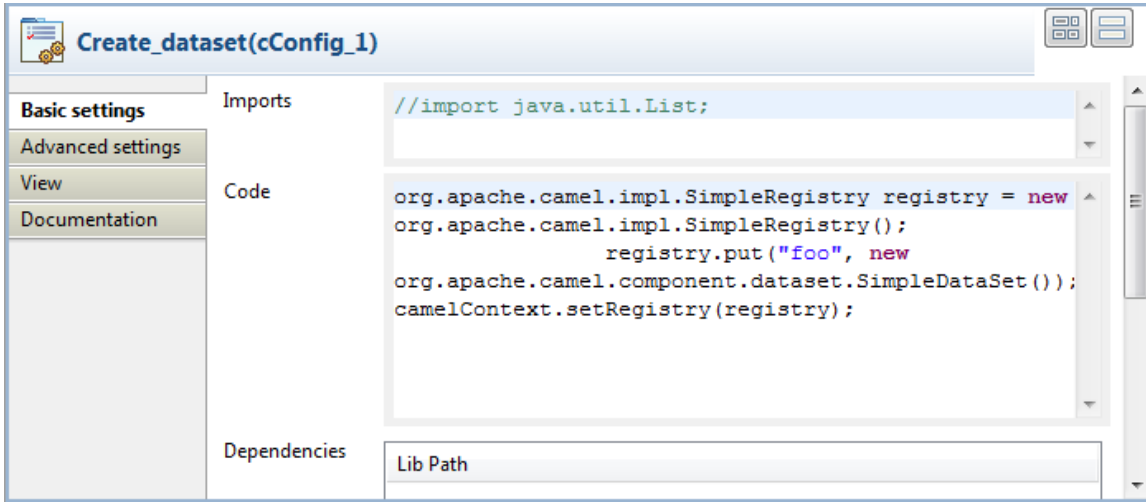 Create_dataset(cConfig_1)
Basic settings
Advanced settings
View
Documentation
Imports
//import java.util.List;
Code
org.apache.camel.impl.SimpleRegistry registry = new
org.apache.camel.impl.SimpleRegistry();
registry.put("foo", new
org.apache.camel.component.dataset.SimpleDataSet());
camelContext.setRegistry(registry);
Dependencies
Lib Path